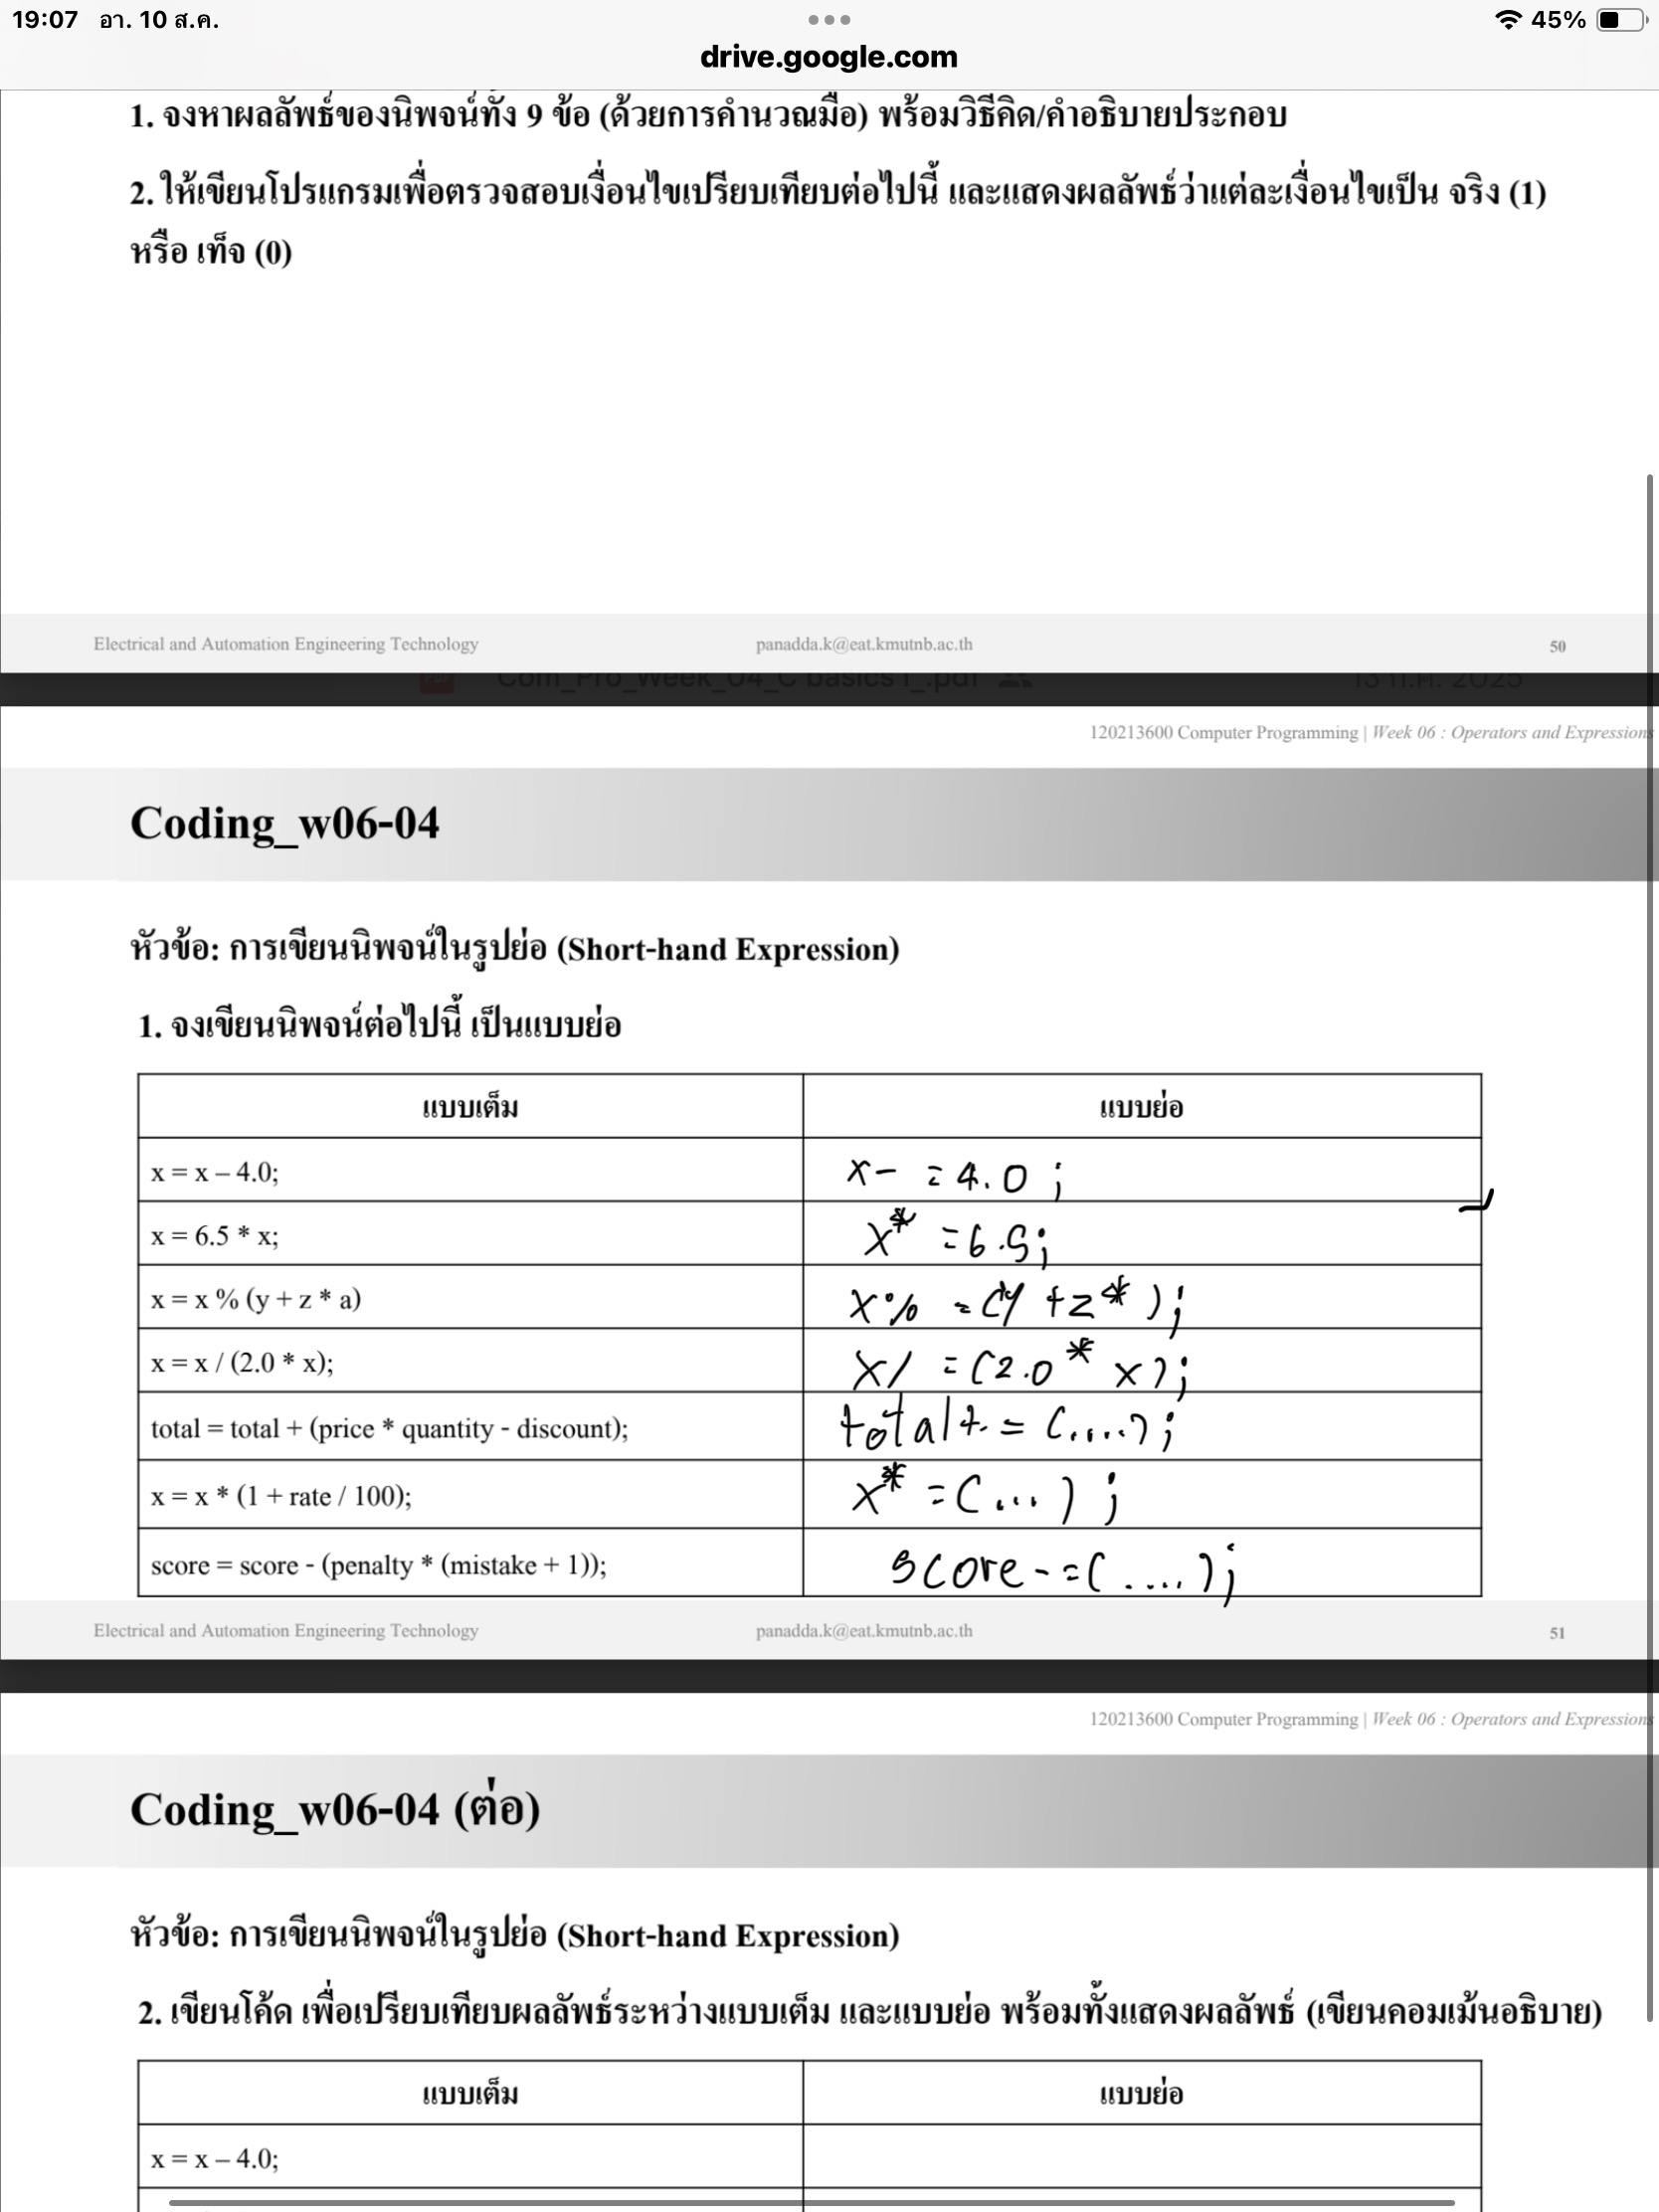 19:07 อา. 10 ส.ค.
45%
drive.google.com
1. จงหาผลลัพธ์ของนิพจน์ทั้ง 9 ข้อ (ด้วยการคำนวณมือ) พร้อมวิธีคิด/คำอธิบายประกอบ
2. ให้เขียนโปรแกรมเพื่อตรวจสอบเงื่อนไขเปรียบเทียบต่อไปนี้ และแสดงผลลัพธ์ว่าแต่ละเงื่อนไขเป็น จริง (1)
หรือ เท็จ (0)
Electrical and Automation Engineering Technology panadda.k@eat.kmutnb.ac.th 50
Com_Pro_Week_04_C basics I_.pdf 13 ก.ค. 2025
120213600 Computer Programming | Week 06 : Operators and Expressions
Coding_w06-04
หัวข้อ: การเขียนนิพจน์ในรูปย่อ (Short-hand Expression)
1. จงเขียนนิพจน์ต่อไปนี้ เป็นแบบย่อ
แบบเต็ม แบบย่อ
x = x – 4.0; x- = 4.0 ;
x = 6.5 * x; x* = 6.5;
x = x % (y + z * a) x% = (y + z* );
x = x / (2.0 * x); x/ = (2.0 * x);
total = total + (price * quantity - discount); total+ = (.....);
x = x * (1 + rate / 100); x* = (...) ;
score = score - (penalty * (mistake + 1)); score - = ( ....);
Electrical and Automation Engineering Technology panadda.k@eat.kmutnb.ac.th 51
120213600 Computer Programming | Week 06 : Operators and Expressions
Coding_w06-04 (ต่อ)
หัวข้อ: การเขียนนิพจน์ในรูปย่อ (Short-hand Expression)
2. เขียนโค้ด เพื่อเปรียบเทียบผลลัพธ์ระหว่างแบบเต็ม และแบบย่อ พร้อมทั้งแสดงผลลัพธ์ (เขียนคอมเม้นอธิบาย)
แบบเต็ม แบบย่อ
x = x – 4.0;